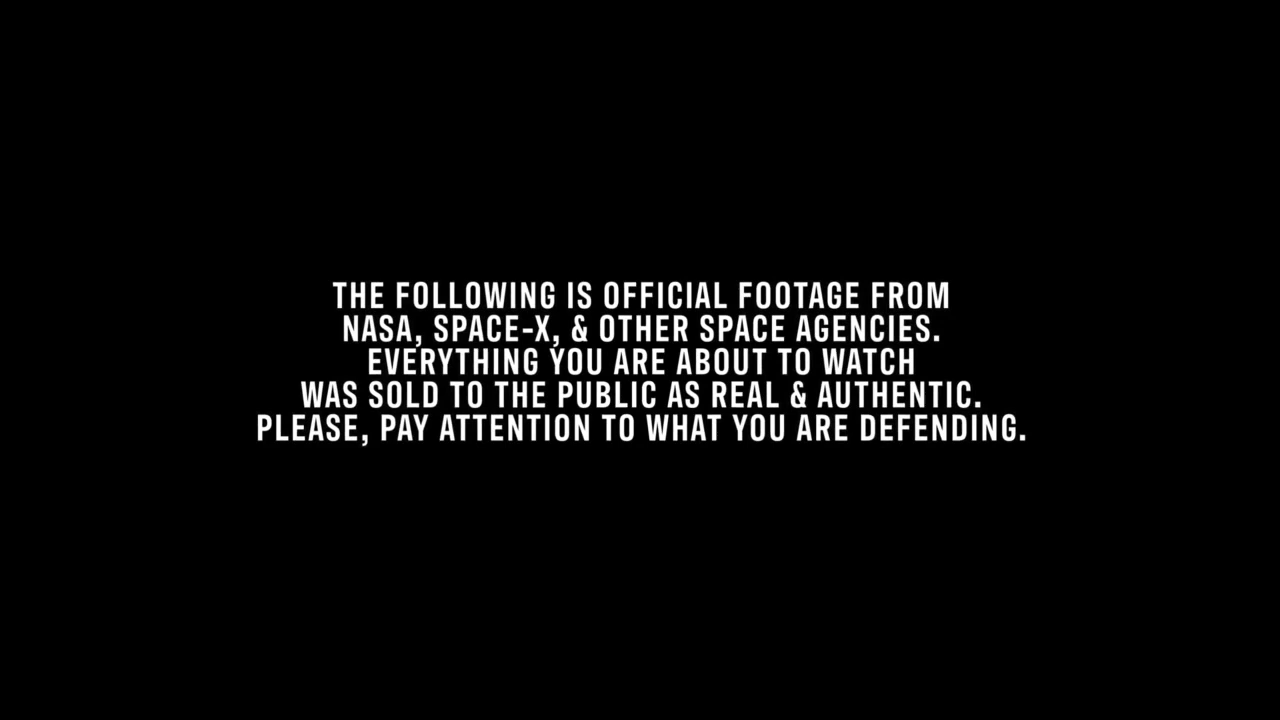 THE FOLLOWING IS OFFICIAL FOOTAGE FROM
NASA, SPACE-X, & OTHER SPACE AGENCIES.
EVERYTHING YOU ARE ABOUT TO WATCH
WAS SOLD TO THE PUBLIC AS REAL & AUTHENTIC.
PLEASE, PAY ATTENTION TO WHAT YOU ARE DEFENDING.